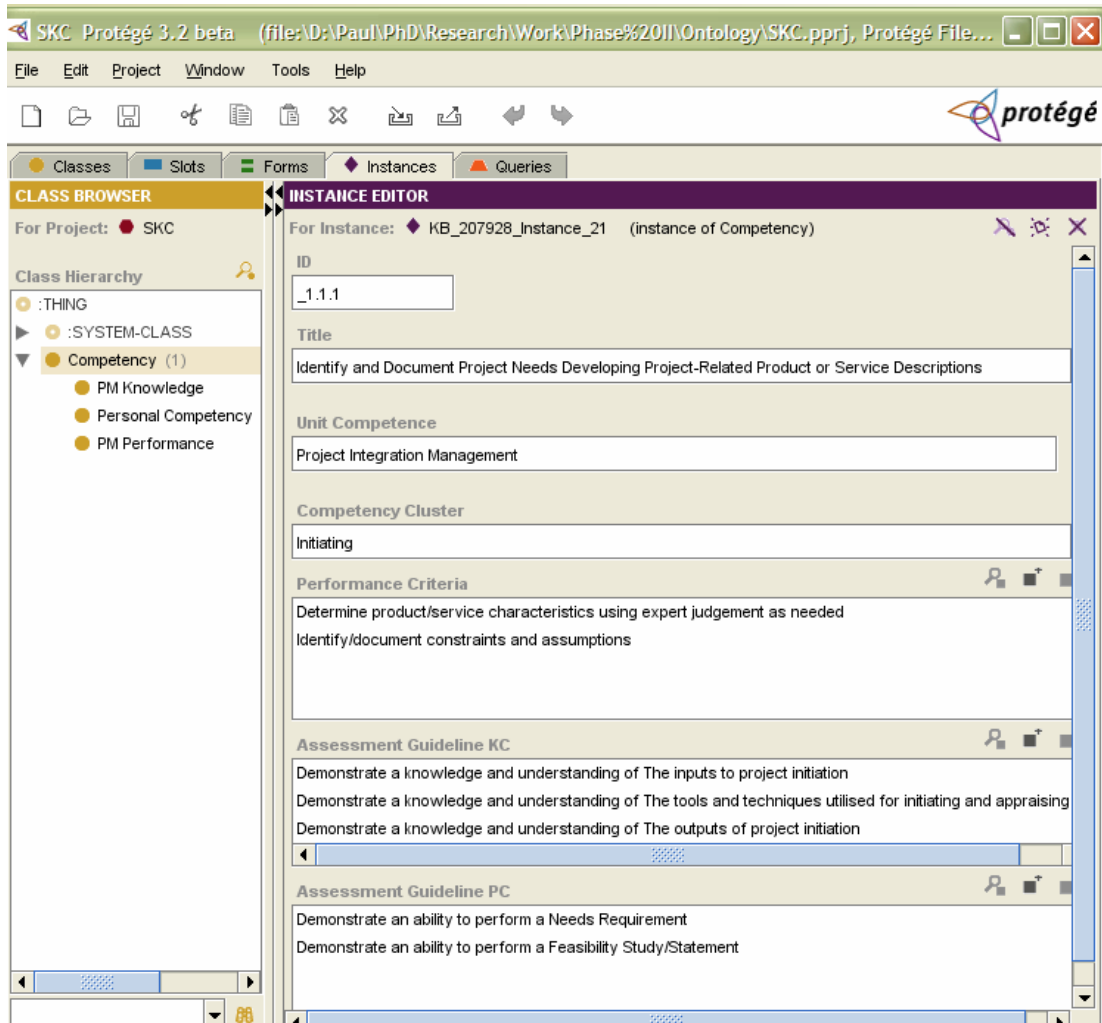 SKC Protégé 3.2 beta (file:\D:\Paul\PhD\Research\Work\Phase%20II\Ontology\SKC.pprj, Protégé File...
File Edit Project Window Tools Help
protégé
Classes Slots Forms Instances Queries
CLASS BROWSER
For Project: SKC
Class Hierarchy
:THING
:SYSTEM-CLASS
Competency (1)
PM Knowledge
Personal Competency
PM Performance
INSTANCE EDITOR
For Instance: KB_207928_Instance_21 (instance of Competency)
ID
_1.1.1
Title
Identify and Document Project Needs Developing Project-Related Product or Service Descriptions
Unit Competence
Project Integration Management
Competency Cluster
Initiating
Performance Criteria
Determine product/service characteristics using expert judgement as needed
Identify/document constraints and assumptions
Assessment Guideline KC
Demonstrate a knowledge and understanding of The inputs to project initiation
Demonstrate a knowledge and understanding of The tools and techniques utilised for initiating and appraising
Demonstrate a knowledge and understanding of The outputs of project initiation
Assessment Guideline PC
Demonstrate an ability to perform a Needs Requirement
Demonstrate an ability to perform a Feasibility Study/Statement